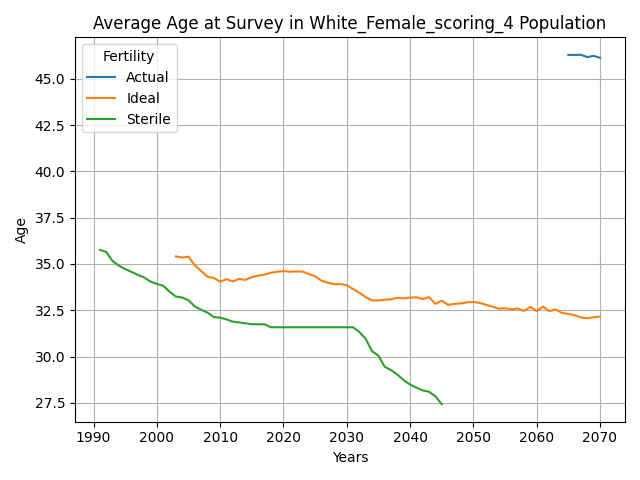 Average Age at Survey in White_Female_scoring_4 Population
Fertility
Actual
Ideal
Sterile
Age
45.0
42.5
40.0
37.5
35.0
32.5
30.0
27.5
1990 2000 2010 2020 2030 2040 2050 2060 2070
Years